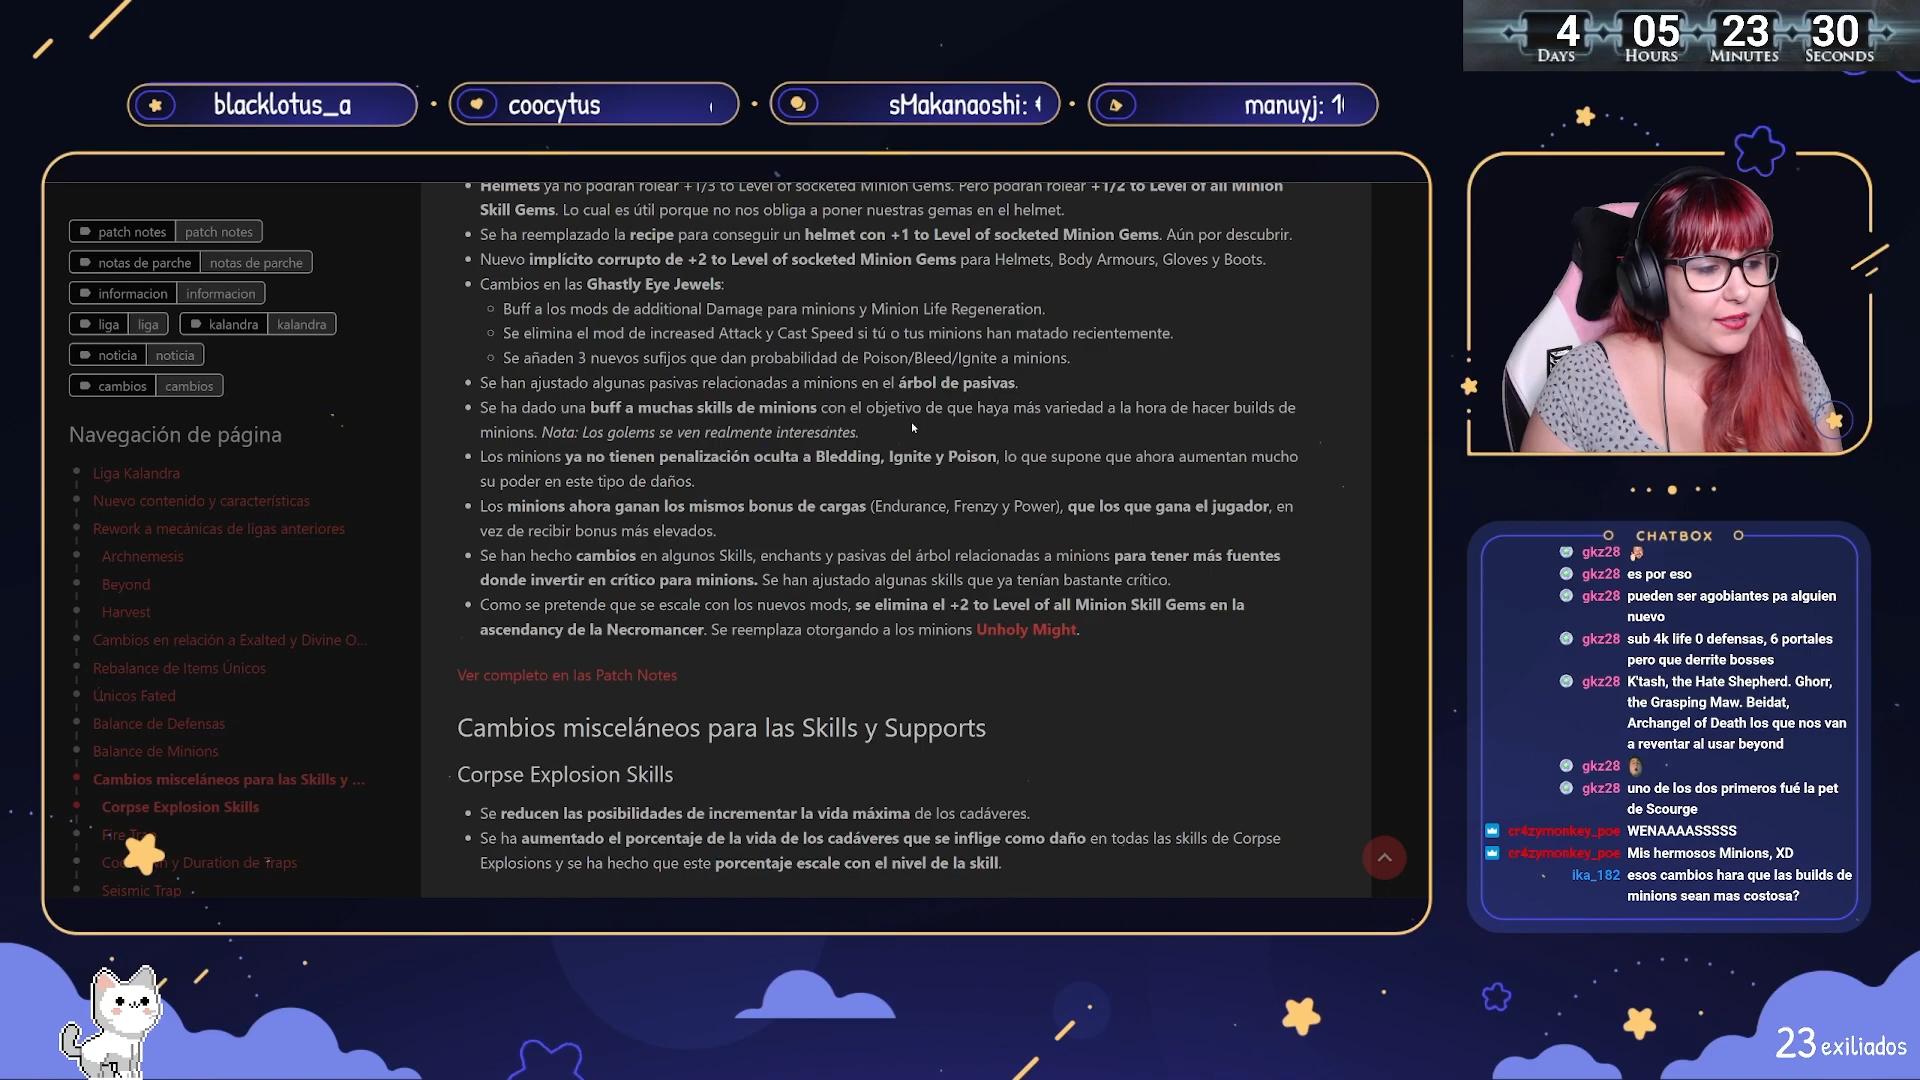 4 05 23 30
DAYS HOURS MINUTES SECONDS
blacklotus_a
coocytus
sMakanaoshi:
manuyj: 1
Helmets ya no podrán rolear +1/3 to Level of socketed Minion Gems. Pero podrán rolear +1/2 to Level of all Minion
Skill Gems. Lo cual es útil porque no nos obliga a poner nuestras gemas en el helmet.
Se ha reemplazado la recipe para conseguir un helmet con +1 to Level of socketed Minion Gems. Aún por descubrir.
Nuevo implícito corrupto de +2 to Level of socketed Minion Gems para Helmets, Body Armours, Gloves y Boots.
Cambios en las Ghastly Eye Jewels:
Buff a los mods de additional Damage para minions y Minion Life Regeneration.
Se elimina el mod de increased Attack y Cast Speed si tú o tus minions han matado recientemente.
Se añaden 3 nuevos sufijos que dan probabilidad de Poison/Bleed/Ignite a minions.
Se han ajustado algunas pasivas relacionadas a minions en el árbol de pasivas.
Se ha dado una buff a muchas skills de minions con el objetivo de que haya más variedad a la hora de hacer builds de
minions. Nota: Los golems se ven realmente interesantes.
Los minions ya no tienen penalización oculta a Bledding, Ignite y Poison, lo que supone que ahora aumentan mucho
su poder en este tipo de daños.
Los minions ahora ganan los mismos bonus de cargas (Endurance, Frenzy y Power), que los que gana el jugador, en
vez de recibir bonus más elevados.
Se han hecho cambios en algunos Skills, enchants y pasivas del árbol relacionadas a minions para tener más fuentes
donde invertir en crítico para minions. Se han ajustado algunas skills que ya tenían bastante crítico.
Como se pretende que se escale con los nuevos mods, se elimina el +2 to Level of all Minion Skill Gems en la
ascendancy de la Necromancer. Se reemplaza otorgando a los minions Unholy Might.
Ver completo en las Patch Notes
Cambios misceláneos para las Skills y Supports
Corpse Explosion Skills
Se reducen las posibilidades de incrementar la vida máxima de los cadáveres.
Se ha aumentado el porcentaje de la vida de los cadáveres que se inflige como daño en todas las skills de Corpse
Explosions y se ha hecho que este porcentaje escale con el nivel de la skill.
patch notes patch notes
notas de parche notas de parche
informacion informacion
liga liga kalandra kalandra
noticia noticia
cambios cambios
Navegación de página
Liga Kalandra
Nuevo contenido y características
Rework a mecánicas de ligas anteriores
Archnemesis
Beyond
Harvest
Cambios en relación a Exalted y Divine O...
Rebalance de Items Únicos
Únicos Fated
Balance de Defensas
Balance de Minions
Cambios misceláneos para las Skills y ...
Corpse Explosion Skills
Fire Trap
y Duration de Traps
Seismic Trap
CHATBOX
gkz28
gkz28 es por eso
gkz28 pueden ser agobiantes pa alguien
nuevo
gkz28 sub 4k life 0 defensas, 6 portales
pero que derrite bosses
gkz28 K'tash, the Hate Shepherd. Ghorr,
the Grasping Maw. Beidat,
Archangel of Death los que nos van
a reventar al usar beyond
gkz28
gkz28 uno de los dos primeros fué la pet
de Scourge
cr4zymonkey_poe WENAAAASSSSS
cr4zymonkey_poe Mis hermosos Minions, XD
ika_182 esos cambios hara que las builds de
minions sean mas costosa?
23 exiliados